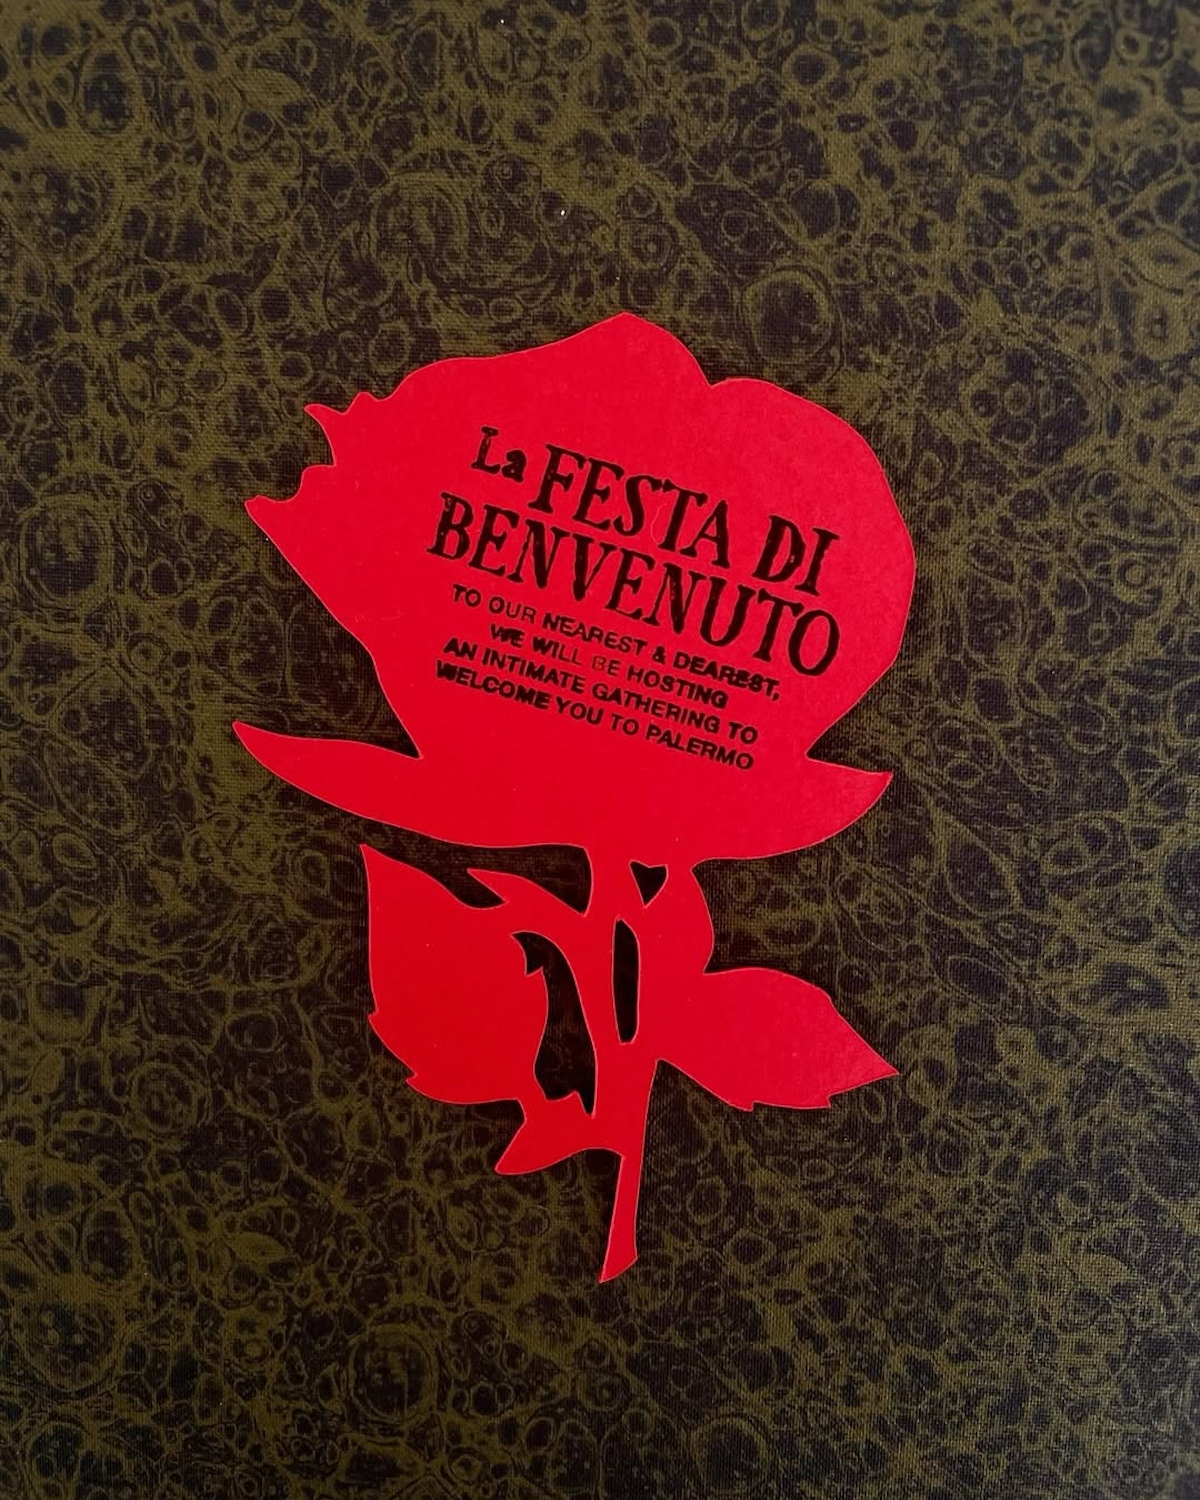 La FESTA DI
BENVENUTO
TO OUR NEAREST & DEAREST,
WE WILL BE HOSTING
AN INTIMATE GATHERING TO
WELCOME YOU TO PALERMO